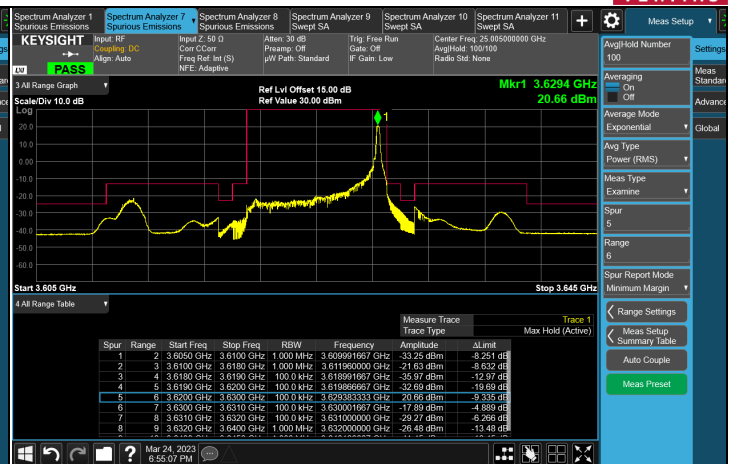 Spectrum Analyzer 1
Spurious Emissions
Spectrum Analyzer 7
Spurious Emissions
Spectrum Analyzer 8
Spurious Emissions
Spectrum Analyzer 9
Swept SA
Spectrum Analyzer 10
Swept SA
Spectrum Analyzer 11
Swept SA
+
Meas Setup
KEYSIGHT
LXI
PASS
Input: RF
Coupling: DC
Align: Auto
Input Z: 50 Ω
Corr CCorr
Freq Ref: Int (S)
NFE: Adaptive
Atten: 30 dB
Preamp: Off
µW Path: Standard
Trig: Free Run
Gate: Off
IF Gain: Low
Center Freq: 25.005000000 GHz
Avg|Hold: 100/100
Radio Std: None
3 All Range Graph
Scale/Div 10.0 dB
Ref Lvl Offset 15.00 dB
Ref Value 30.00 dBm
Mkr1 3.6294 GHz
20.66 dBm
Log
20.0
10.0
0.00
-10.0
-20.0
-30.0
-40.0
-50.0
-60.0
1
Start 3.605 GHz
Stop 3.645 GHz
4 All Range Table
Measure Trace Trace 1
Trace Type Max Hold (Active)
Spur Range Start Freq Stop Freq RBW Frequency Amplitude ΔLimit
1 2 3.6050 GHz 3.6100 GHz 1.000 MHz 3.609991667 GHz -33.25 dBm -8.251 dB
2 3 3.6100 GHz 3.6180 GHz 1.000 MHz 3.611960000 GHz -21.63 dBm -8.632 dB
3 4 3.6180 GHz 3.6190 GHz 100.0 kHz 3.618991667 GHz -35.97 dBm -12.97 dB
4 5 3.6190 GHz 3.6200 GHz 100.0 kHz 3.619866667 GHz -32.69 dBm -19.69 dB
5 6 3.6200 GHz 3.6300 GHz 100.0 kHz 3.629383333 GHz 20.66 dBm -9.335 dB
6 7 3.6300 GHz 3.6310 GHz 100.0 kHz 3.630001667 GHz -17.89 dBm -4.889 dB
7 8 3.6310 GHz 3.6320 GHz 100.0 kHz 3.631000000 GHz -29.27 dBm -6.266 dB
8 9 3.6320 GHz 3.6400 GHz 1.000 MHz 3.632000000 GHz -26.48 dBm -13.48 dB
Mar 24, 2023
6:55:07 PM
Avg|Hold Number
100
Averaging
On
Off
Average Mode
Exponential
Avg Type
Power (RMS)
Meas Type
Examine
Spur
5
Range
6
Spur Report Mode
Minimum Margin
Range Settings
Meas Setup
Summary Table
Auto Couple
Meas Preset
Settings
Meas
Global